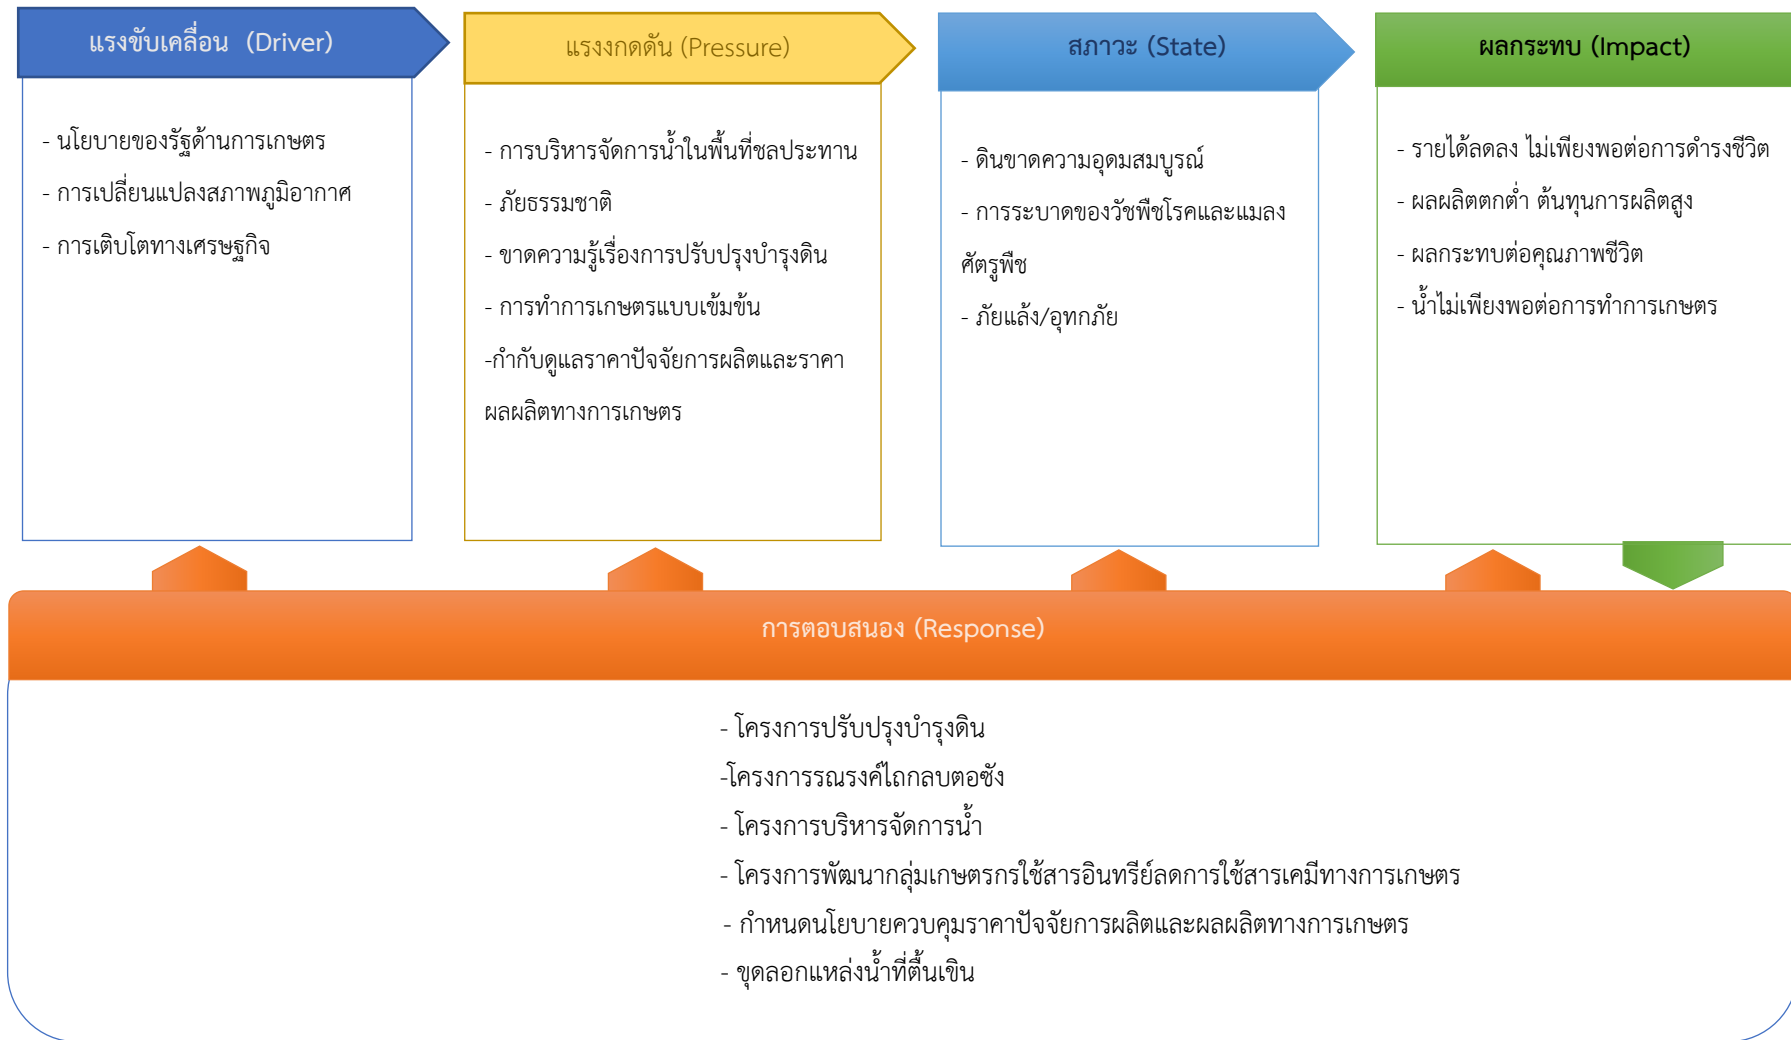 แรงขับเคลื่อน (Driver)
- นโยบายของรัฐด้านการเกษตร
- การเปลี่ยนแปลงสภาพภูมิอากาศ
- การเติบโตทางเศรษฐกิจ
แรงงกดดัน (Pressure)
- การบริหารจัดการน้ำในพื้นที่ชลประทาน
- ภัยธรรมชาติ
- ขาดความรู้เรื่องการปรับปรุงบำรุงดิน
- การทำการเกษตรแบบเข้มข้น
-กำกับดูแลราคาปัจจัยการผลิตและราคา
ผลผลิตทางการเกษตร
สภาวะ (State)
- ดินขาดความอุดมสมบูรณ์
- การระบาดของวัชพืชโรคและแมลง
ศัตรูพืช
- ภัยแล้ง/อุทกภัย
ผลกระทบ (Impact)
- รายได้ลดลง ไม่เพียงพอต่อการดำรงชีวิต
- ผลผลิตตกต่ำ ต้นทุนการผลิตสูง
- ผลกระทบต่อคุณภาพชีวิต
- น้ำไม่เพียงพอต่อการทำการเกษตร
การตอบสนอง (Response)
- โครงการปรับปรุงบำรุงดิน
-โครงการรณรงค์ไถกลบตอซัง
- โครงการบริหารจัดการน้ำ
- โครงการพัฒนากลุ่มเกษตรกรใช้สารอินทรีย์ลดการใช้สารเคมีทางการเกษตร
- กำหนดนโยบายควบคุมราคาปัจจัยการผลิตและผลผลิตทางการเกษตร
- ขุดลอกแหล่งน้ำที่ตื้นเขิน